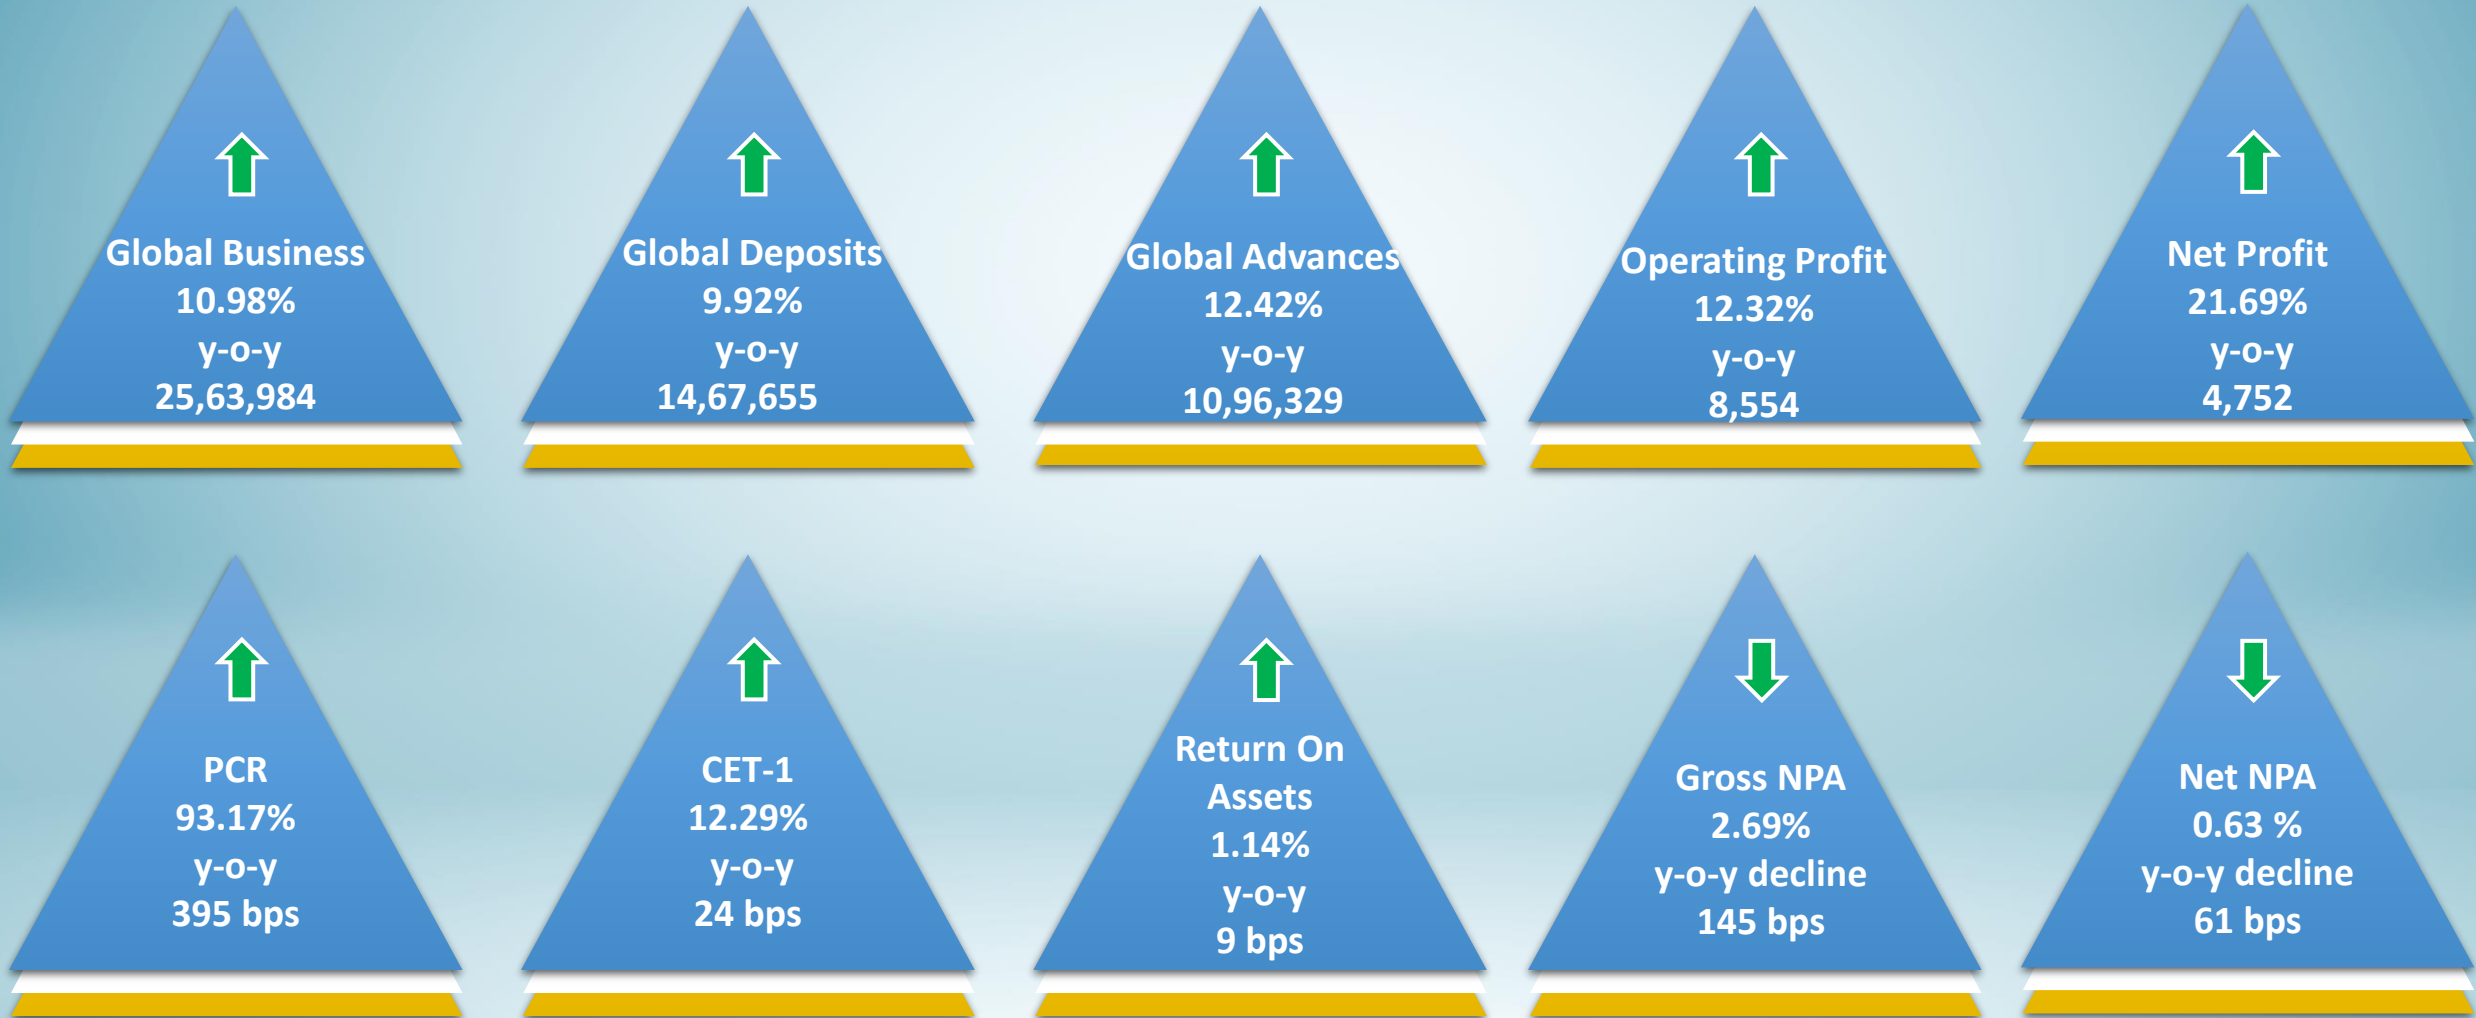 Global Business
10.98%
y-o-y
25,63,984
Global Deposits
9.92%
y-o-y
14,67,655
Global Advances
12.42%
y-o-y
10,96,329
Operating Profit
12.32%
y-o-y
8,554
Net Profit
21.69%
y-o-y
4,752
PCR
93.17%
y-o-y
395 bps
CET-1
12.29%
y-o-y
24 bps
Return On
Assets
1.14%
y-o-y
9 bps
Gross NPA
2.69%
y-o-y decline
145 bps
Net NPA
0.63 %
y-o-y decline
61 bps